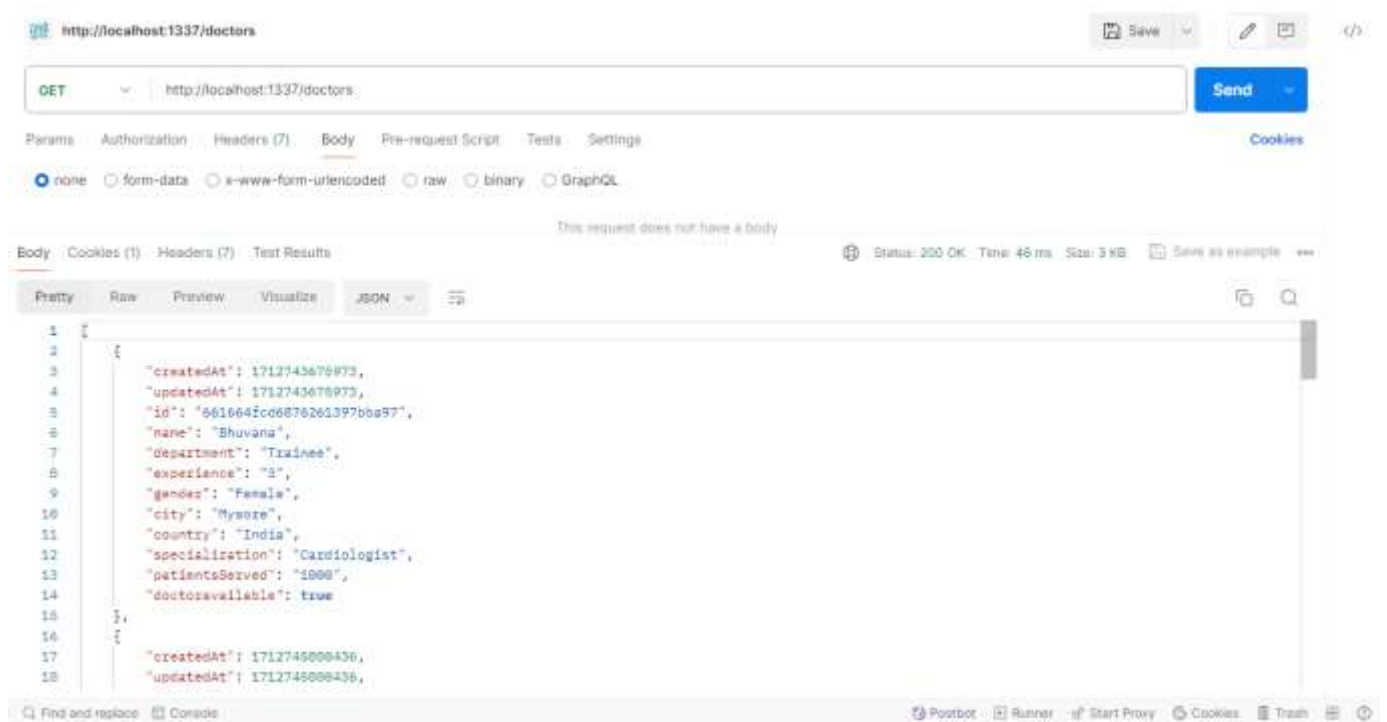 http://localhost:1337/doctors
Save
GET http://localhost:1337/doctors Send
Params Authorization Headers (7) Body Pre-request Script Tests Settings Cookies
none form-data x-www-form-urlencoded raw binary GraphQL
This request does not have a body
Body Cookies (1) Headers (7) Test Results Status: 200 OK Time: 46 ms Size: 3 KB Save as example
Pretty Raw Preview Visualize JSON
1 [
2 {
3 "createdAt": 1712743676973,
4 "updatedAt": 1712743676973,
5 "id": "661664fcd6876261397bba97",
6 "name": "Bhuvana",
7 "department": "Trainee",
8 "experience": "3",
9 "gender": "Female",
10 "city": "Mysore",
11 "country": "India",
12 "specialization": "Cardiologist",
13 "patientsServed": "1000",
14 "doctoravailable": true
15 },
16 {
17 "createdAt":
18 "updatedAt":
Find and replace Console Postbot Runner Start Proxy Cookies Trash